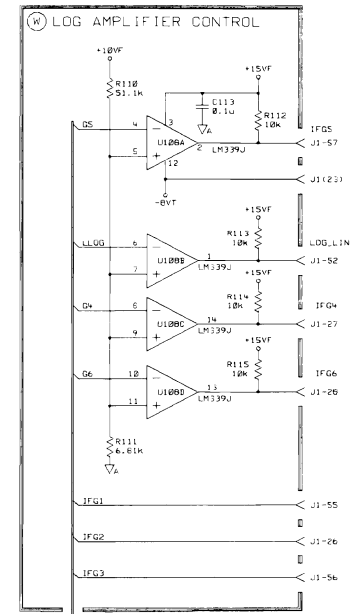 W LOG AMPLIFIER CONTROL
+10VF
+15VF
R110
51.1k
C113
0.1u
R112
10k
IFG5
G5
4
3
A
U108A
2
LM339J
J1-57
5
12
J1(23)
-8VT
+15VF
R113
10k
LOG_LIN
LLOG
6
U108B
1
LM339J
J1-52
7
+15VF
R114
10k
IFG4
G4
8
U108C
14
LM339J
J1-27
9
+15VF
R115
10k
IFG6
G6
10
U108D
13
LM339J
J1-28
11
R111
6.81k
A
IFG1
J1-55
IFG2
J1-26
IFG3
J1-56